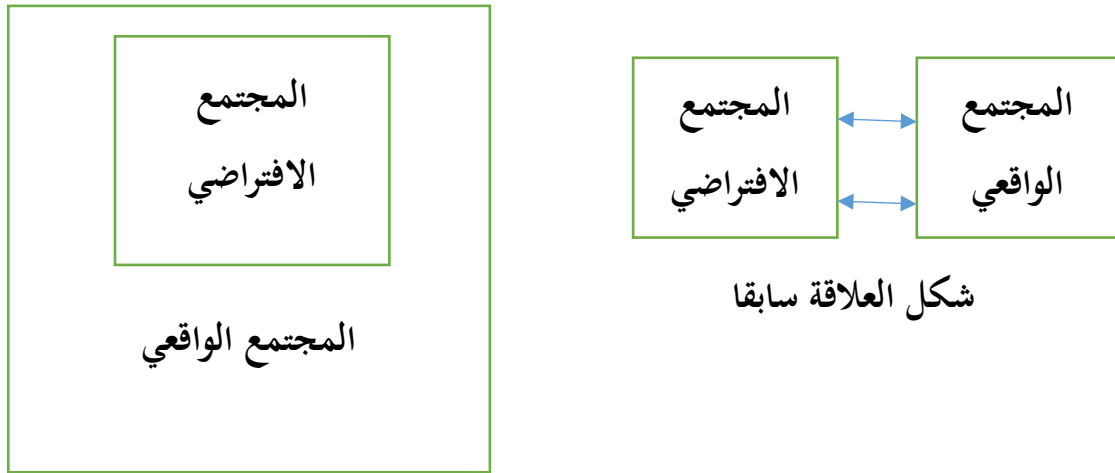 المجتمع
الواقعي
المجتمع
الافتراضي
شكل العلاقة سابقا
المجتمع
الافتراضي
المجتمع الواقعي